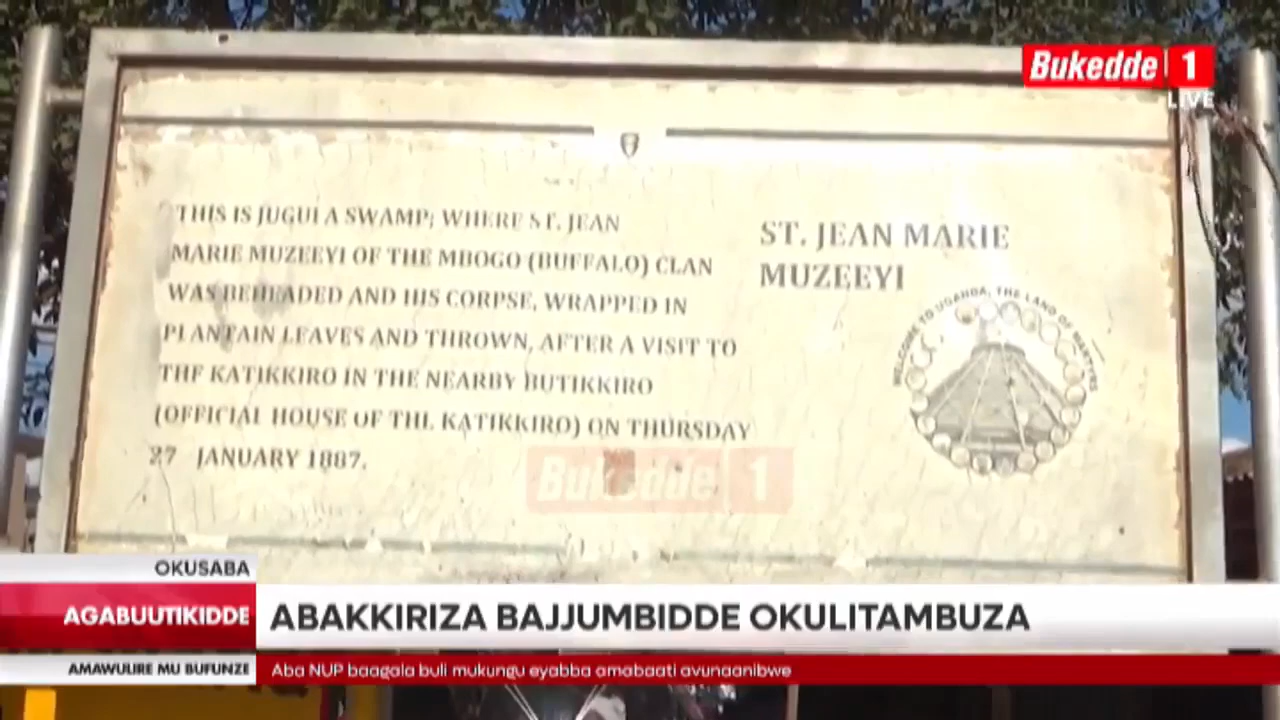 Bukedde 1
LIVE
THIS IS JUGULA SWAMP; WHERE ST. JEAN
MARIE MUZEEYI OF THE MBOGO (BUFFALO) CLAN
WAS BEHEADED AND HIS CORPSE, WRAPPED IN
PLANTAIN LEAVES AND THROWN, AFTER A VISIT TO
THE KATIKKIRO IN THE NEARBY BUTIKKIRO
(OFFICIAL HOUSE OF THE KATIKKIRO) ON THURSDAY
27 JANUARY 1887.
ST. JEAN MARIE
MUZEEYI
WELCOME TO UGANDA, THE LAND OF MARTYRS
Bukedde 1
OKUSABA
AGABUUTIKIDDE
ABAKKIRIZA BAJJUMBIDDE OKULITAMBUZA
AMAWULIRE MU BUFUNZE
Aba NUP baagala buli mukungu eyabba amabaati avunaanibwe